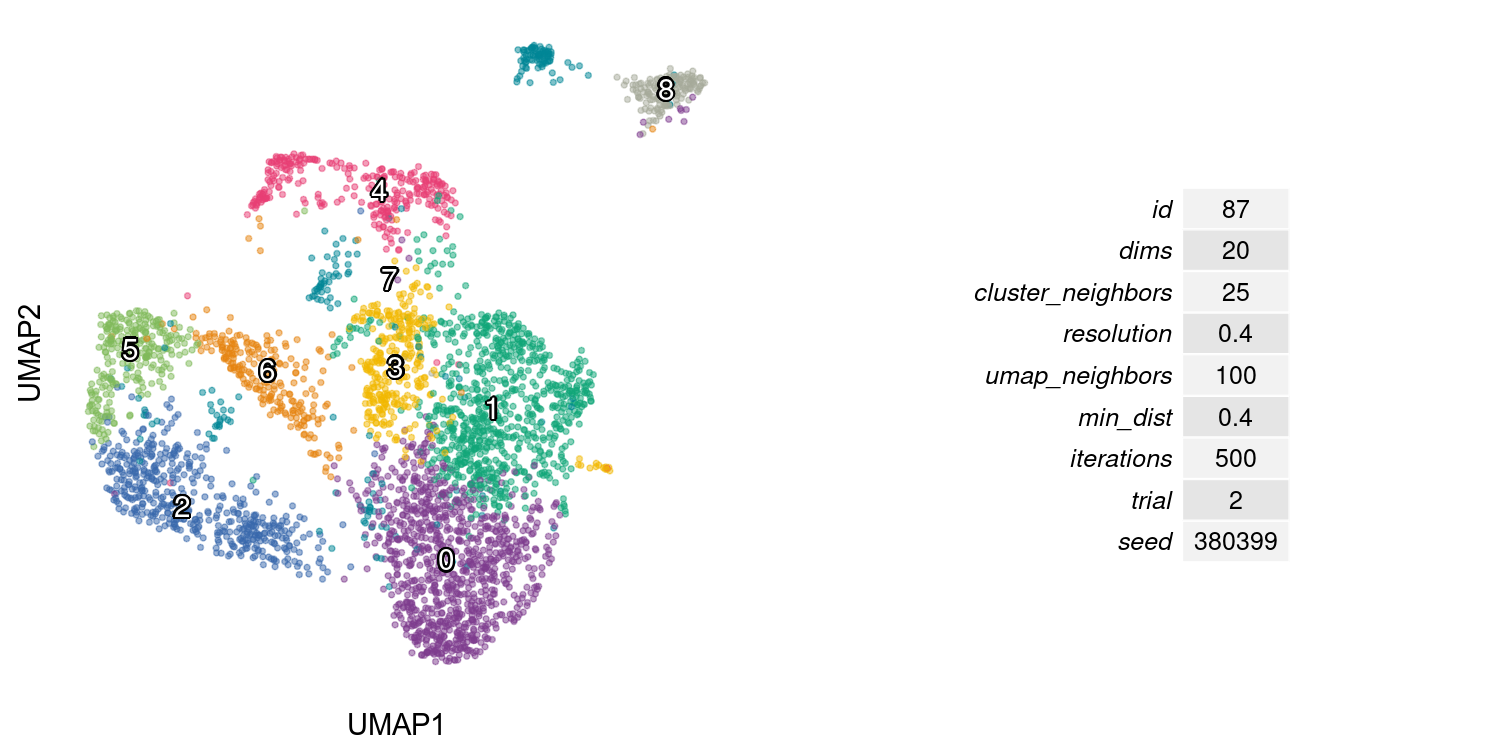 8
4
7
5
6
3
1
2
0
UMAP2
UMAP1
id 87
dims 20
cluster_neighbors 25
resolution 0.4
umap_neighbors 100
min_dist 0.4
iterations 500
trial 2
seed 380399